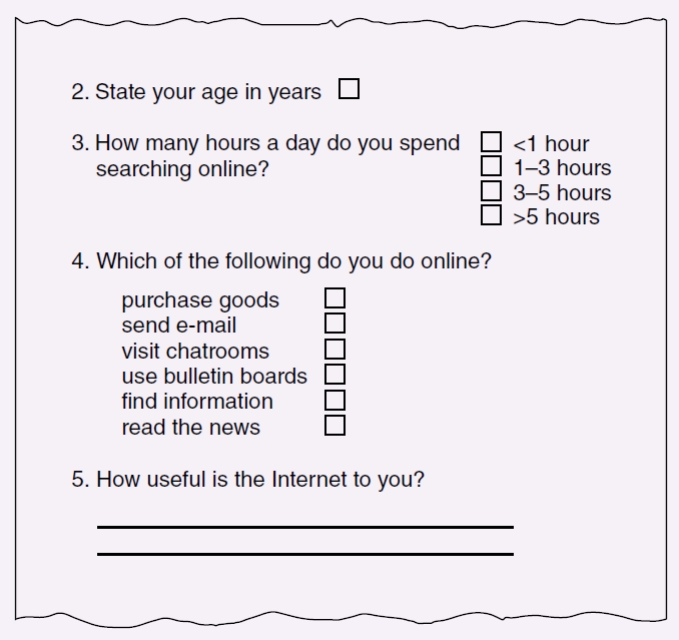 2. State your age in years
3. How many hours a day do you spend
searching online?
<1 hour
1–3 hours
3–5 hours
>5 hours
4. Which of the following do you do online?
purchase goods
send e-mail
visit chatrooms
use bulletin boards
find information
read the news
5. How useful is the Internet to you?